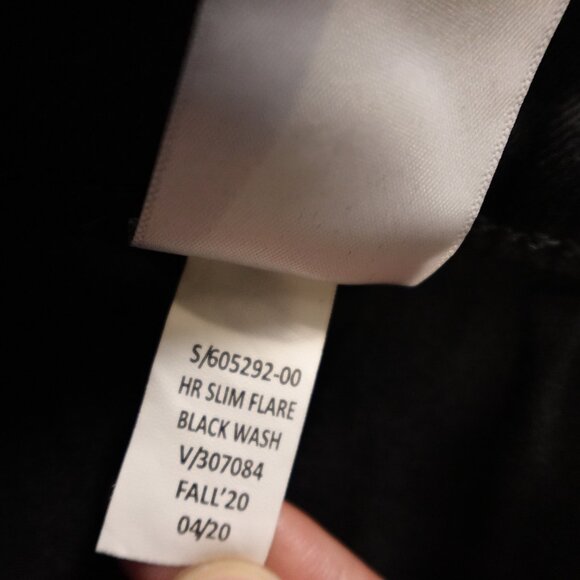 S/605292-00
HR SLIM FLARE
BLACK WASH
V/307084
FALL'20
04/20